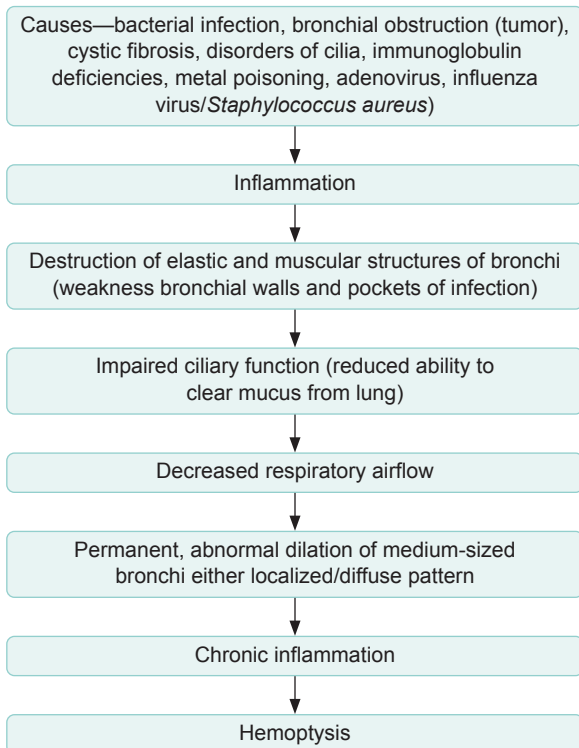 Causes—bacterial infection, bronchial obstruction (tumor),
cystic fibrosis, disorders of cilia, immunoglobulin
deficiencies, metal poisoning, adenovirus, influenza
virus/Staphylococcus aureus)
Inflammation
Destruction of elastic and muscular structures of bronchi
(weakness bronchial walls and pockets of infection)
Impaired ciliary function (reduced ability to
clear mucus from lung)
Decreased respiratory airflow
Permanent, abnormal dilation of medium-sized
bronchi either localized/diffuse pattern
Chronic inflammation
Hemoptysis